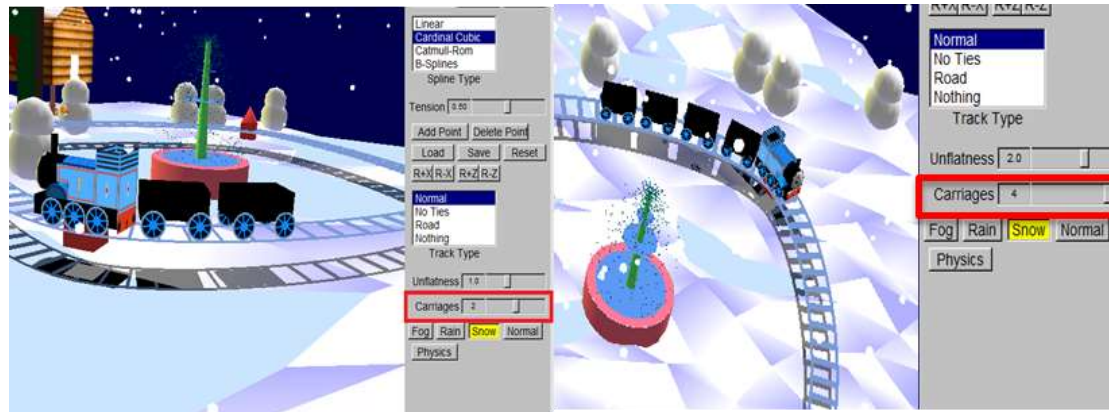 Linear
Cardinal Cubic
Catmull-Rom
B-Splines
Spline Type
Tension 0.50
Add Point Delete Point
Load Save Reset
R+X R-X R+Z R-Z
Normal
No Ties
Road
Nothing
Track Type
Unflatness 1.0
Carriages 2
Fog Rain Snow Normal
Physics
R+X R-X R+Z R-Z
Normal
No Ties
Road
Nothing
Track Type
Unflatness 2.0
Carriages 4
Fog Rain Snow Normal
Physics